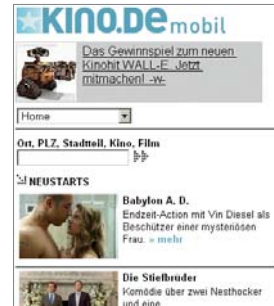 KINO.DE mobil
Das Gewinnspiel zum neuen
Kinohit WALL-E. Jetzt
mitmachen! -w-
Home
Ort, PLZ, Stadtteil, Kino, Film
NEUSTARTS
Babylon A. D.
Endzeit-Action mit Vin Diesel als
Beschützer einer mysteriösen
Frau. » mehr
Die Stiefbrüder
Komödie über zwei Nesthocker
und eine